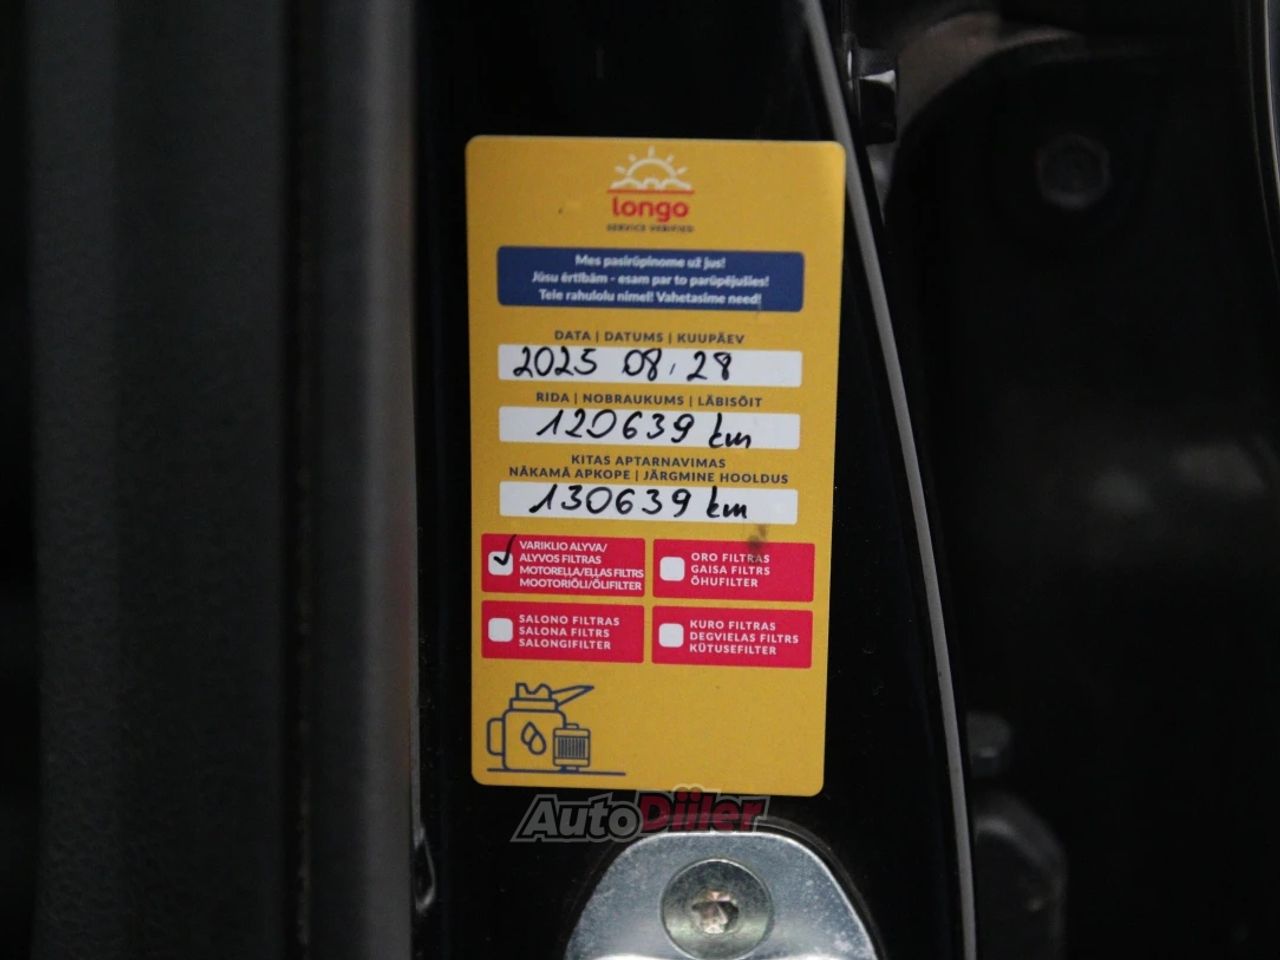 longo
SERVICE VERIFIED
Mes pasirūpinome už jus!
Jūsu ērtībām - esam par to parūpējušies!
Teie rahulolu nimel! Vahetasime need!
DATA | DATUMS | KUUPÄEV
2025 08.28
RIDA | NOBRAUKUMS | LÄBISÕIT
120639 km
KITAS APTARNAVIMAS
NĀKAMĀ APKOPE | JÄRGMINE HOOLDUS
130639 km
VARIKLIO ALYVA/
ALYVOS FILTRAS
MOTOREĻĻA/EĻĻAS FILTRS
MOOTORIÕLI/ÕLIFILTER
ORO FILTRAS
GAISA FILTRS
ÕHUFILTER
SALONO FILTRAS
SALONA FILTRS
SALONGIFILTER
KURO FILTRAS
DEGVIELAS FILTRS
KÜTUSEFILTER
AutoDiiler